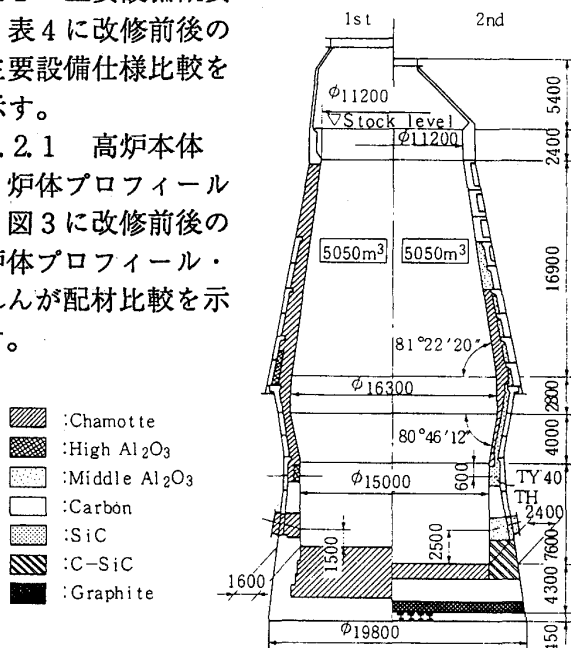 表4に改修前後の
主要設備仕様比較を
示す。
.2.1 高炉本体
炉体プロフィール
図3に改修前後の
炉体プロフィール・
れんが配材比較を示
す。
:Chamotte
:High Al₂O₃
:Middle Al₂O₃
:Carbon
:SiC
:C-SiC
:Graphite
1st 2nd
φ11200
▽Stock level
φ11200
5050m³ 5050m³
81°22′20″
φ16300
80°46′12″
600
TY40
φ15000
TH
2400
1500
2500
1600
φ19800
5400
2400
16900
2800
4000
7600
4300
150